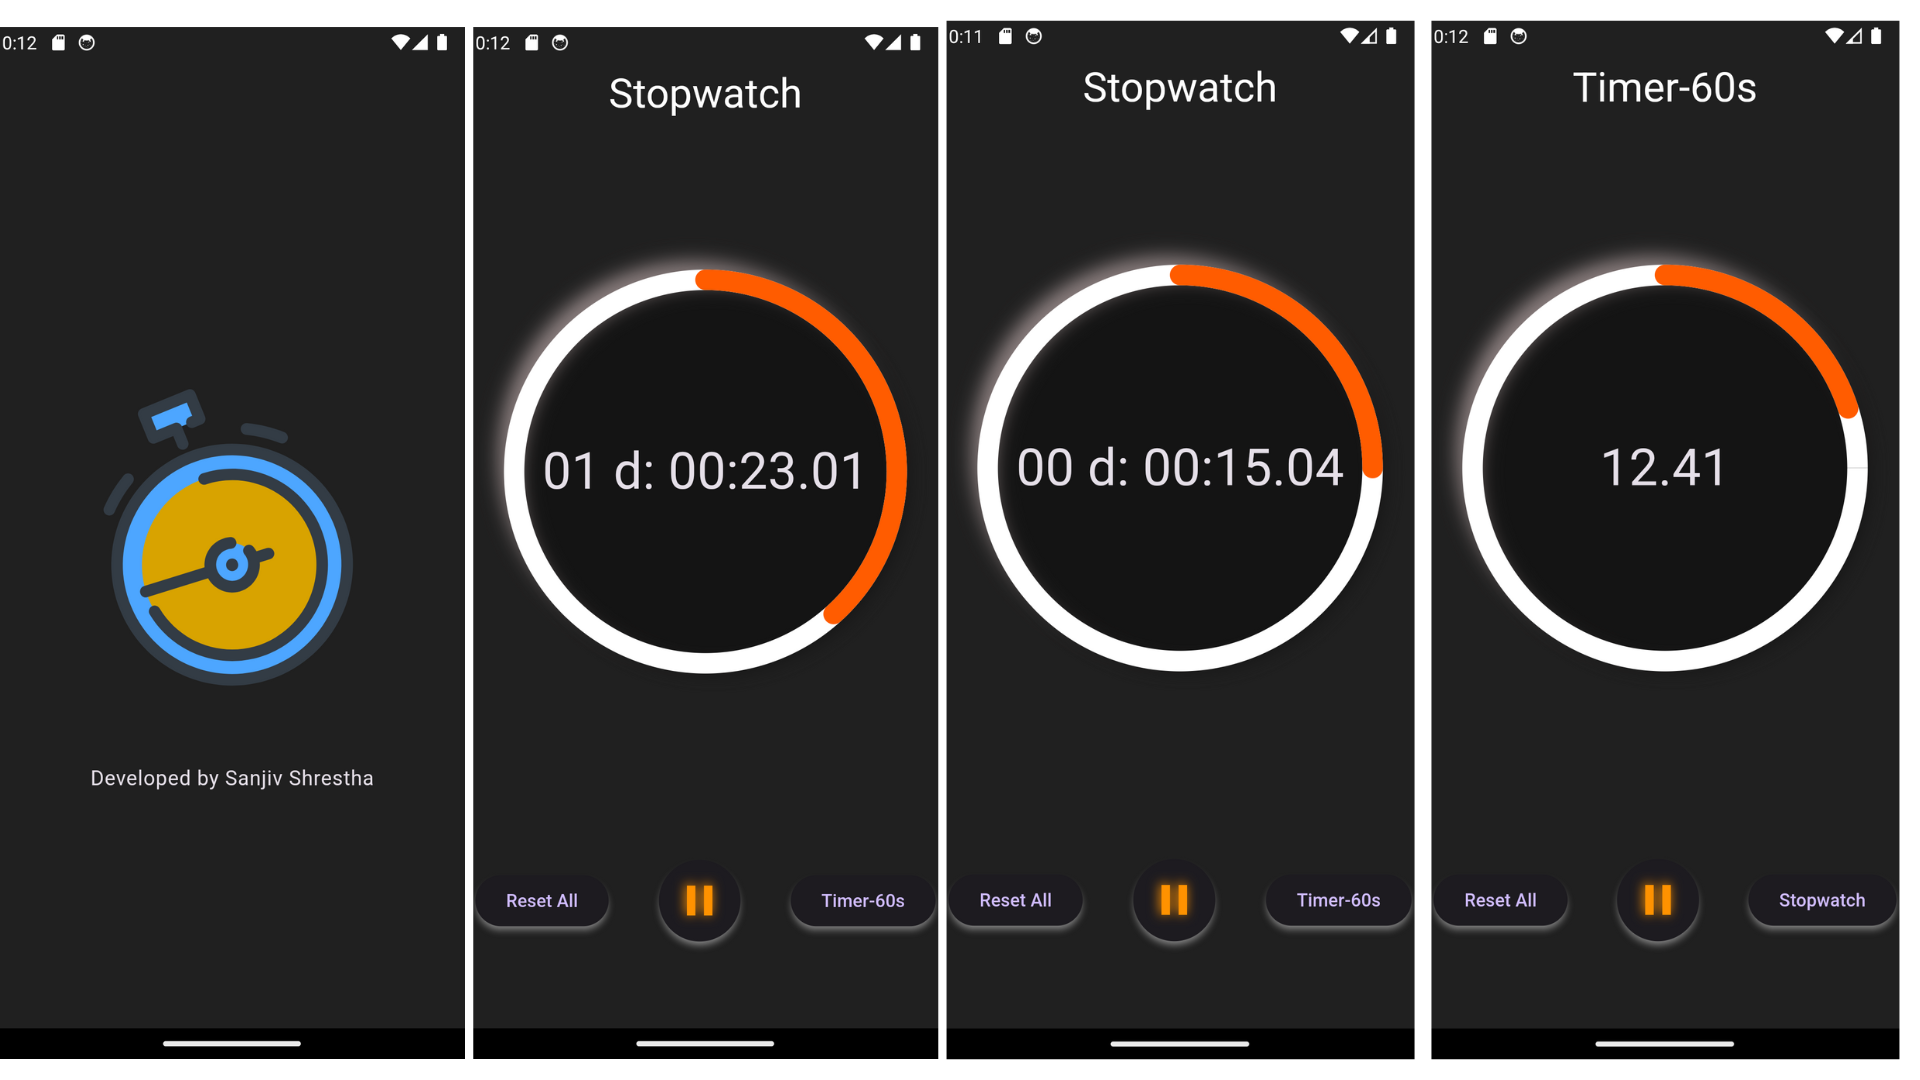 0:12
Developed by Sanjiv Shrestha
0:12
Stopwatch
01 d: 00:23.01
Reset All
Timer-60s
0:11
Stopwatch
00 d: 00:15.04
Reset All
Timer-60s
0:12
Timer-60s
12.41
Reset All
Stopwatch